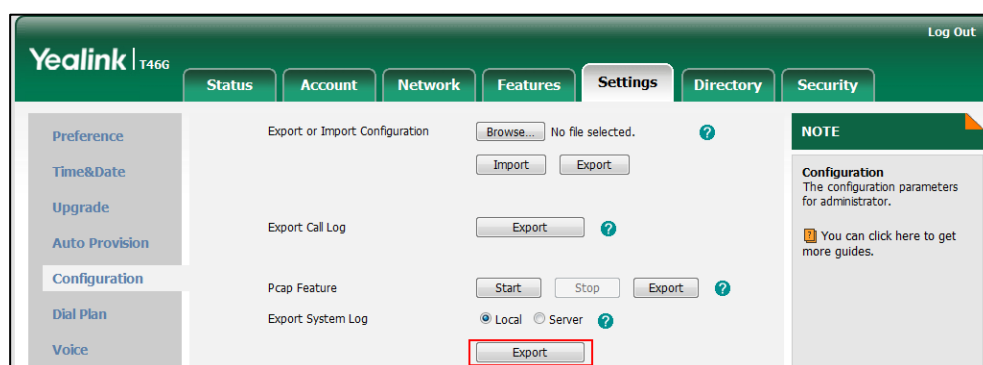 Log Out
Yealink | T46G
Status Account Network Features Settings Directory Security
Preference
Time&Date
Upgrade
Auto Provision
Configuration
Dial Plan
Voice
Export or Import Configuration Browse... No file selected. ?
Import Export
Export Call Log Export ?
Pcap Feature Start Stop Export ?
Export System Log Local Server ?
Export
NOTE
Configuration
The configuration parameters
for administrator.
? You can click here to get
more guides.